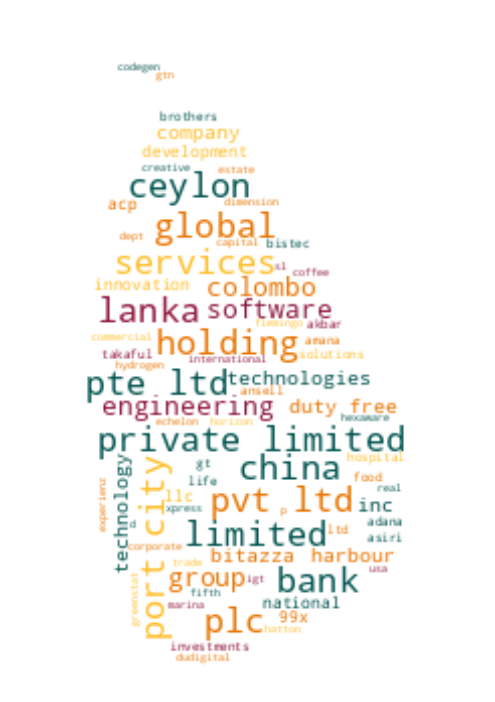 codegen
gtn
brothers
company
development
creative estate
ceylon
acp dimension
global
dept capital bistec
services sl
coffee
innovation colombo
lanka software
flemingo akbar
commercial holding amana
takaful international solutions
hydrogen
pte ltd technologies
ansell
engineering duty free
echelon horizon hexaware
private limited
technology port city gt china hospital
experienz life food
llc pvt ltd real
xpress p inc
d limited ltd adana
asiri
corporate bitazza harbour
trade usa
greenstat group igt bank
fifth
marina national
plc 99x
hatton
investments
dudigital